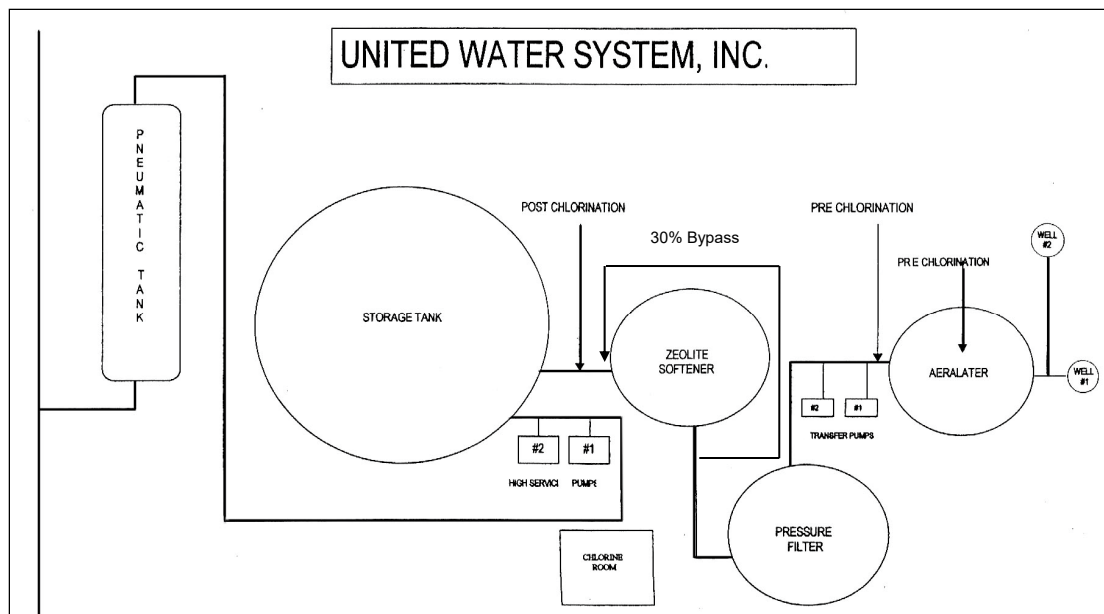 UNITED WATER SYSTEM, INC.
PNEUMATIC TANK
POST CHLORINATION
PRE CHLORINATION
30% Bypass
WELL
#2
PRE CHLORINATION
STORAGE TANK
ZEOLITE
SOFTENER
AERALATER
WELL
#1
#2
#1
TRANSFER PUMPS
#2
#1
HIGH SERVICI
PUMPS
PRESSURE
FILTER
CHLORINE
ROOM